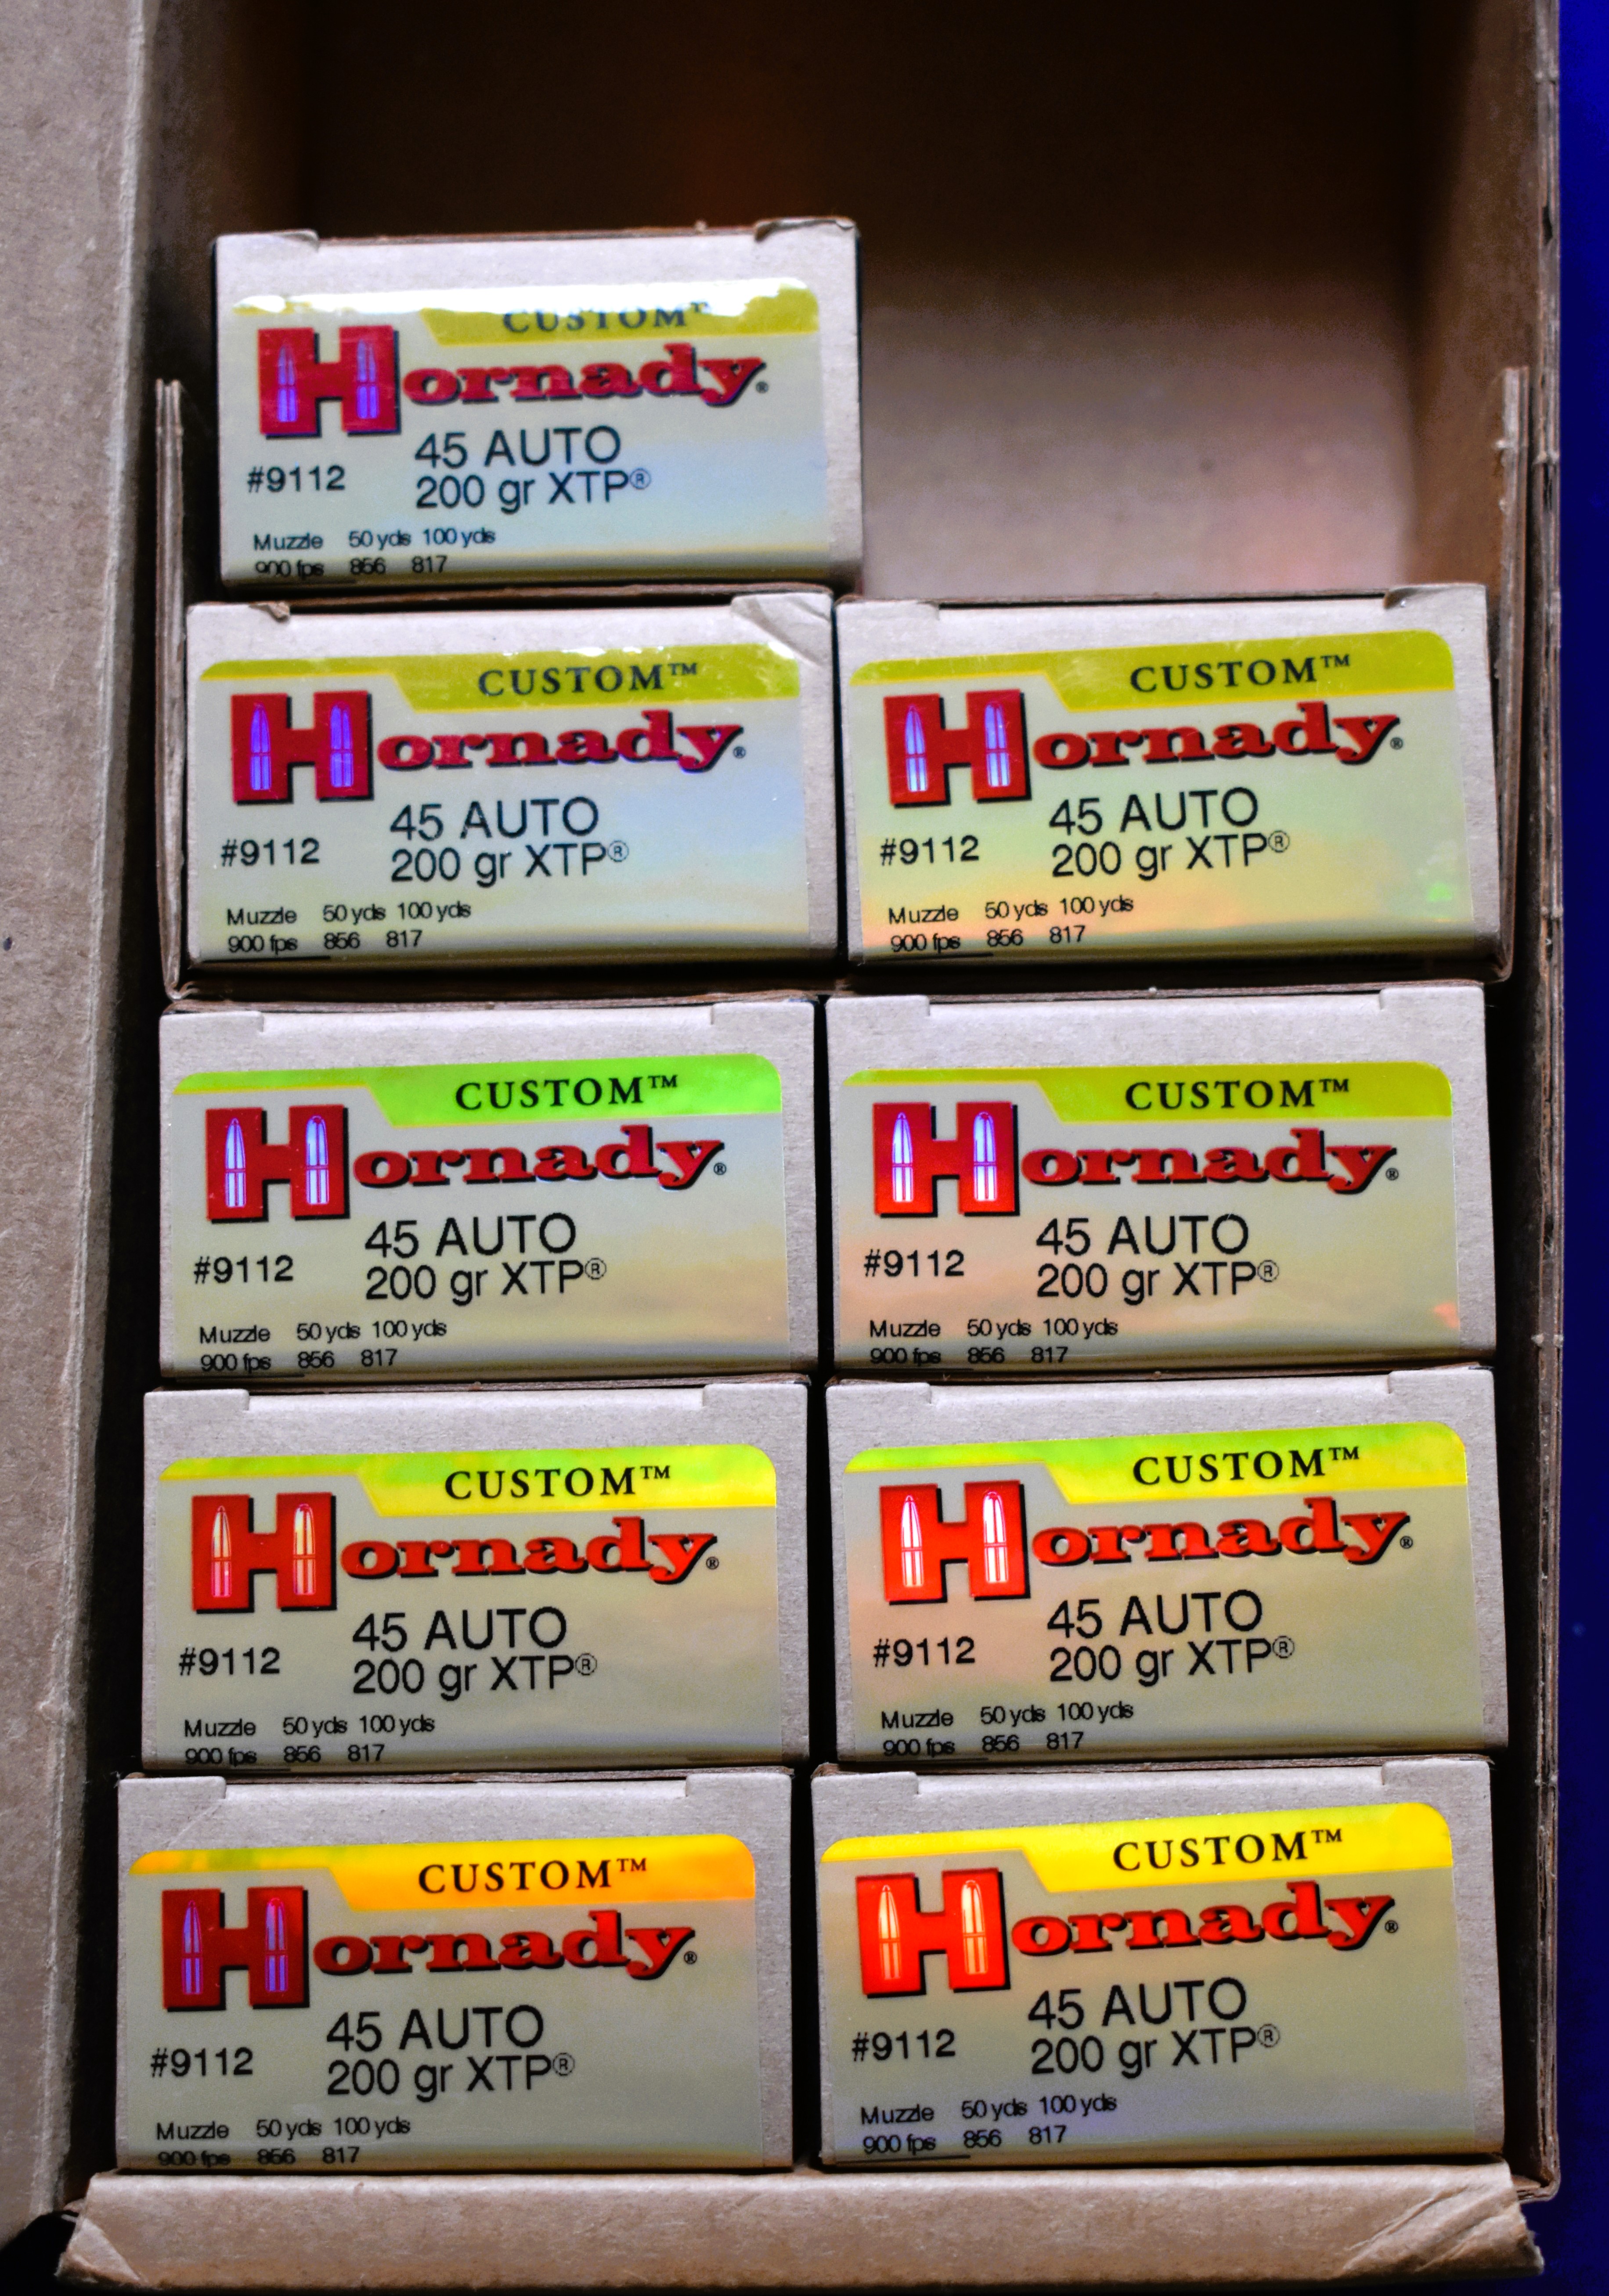 CUSTOM™
Hornady®
45 AUTO
#9112 200 gr XTP®
Muzzle 50 yds 100 yds
900 fps 856 817
CUSTOM™
Hornady®
45 AUTO
#9112 200 gr XTP®
Muzzle 50 yds 100 yds
900 fps 856 817
CUSTOM™
Hornady®
45 AUTO
#9112 200 gr XTP®
Muzzle 50 yds 100 yds
900 fps 856 817
CUSTOM™
Hornady®
45 AUTO
#9112 200 gr XTP®
Muzzle 50 yds 100 yds
900 fps 856 817
CUSTOM™
Hornady®
45 AUTO
#9112 200 gr XTP®
Muzzle 50 yds 100 yds
900 fps 856 817
CUSTOM™
Hornady®
45 AUTO
#9112 200 gr XTP®
Muzzle 50 yds 100 yds
900 fps 856 817
CUSTOM™
Hornady®
45 AUTO
#9112 200 gr XTP®
Muzzle 50 yds 100 yds
900 fps 856 817
CUSTOM™
Hornady®
45 AUTO
#9112 200 gr XTP®
Muzzle 50 yds 100 yds
900 fps 856 817
CUSTOM™
Hornady®
45 AUTO
#9112 200 gr XTP®
Muzzle 50 yds 100 yds
900 fps 856 817